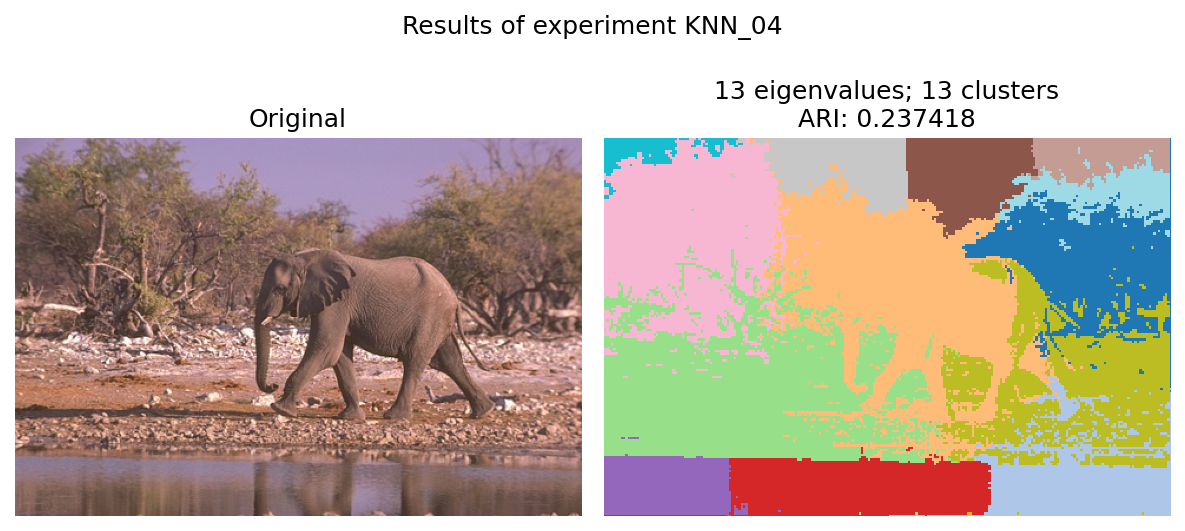 Results of experiment KNN_04
Original
13 eigenvalues; 13 clusters
ARI: 0.237418